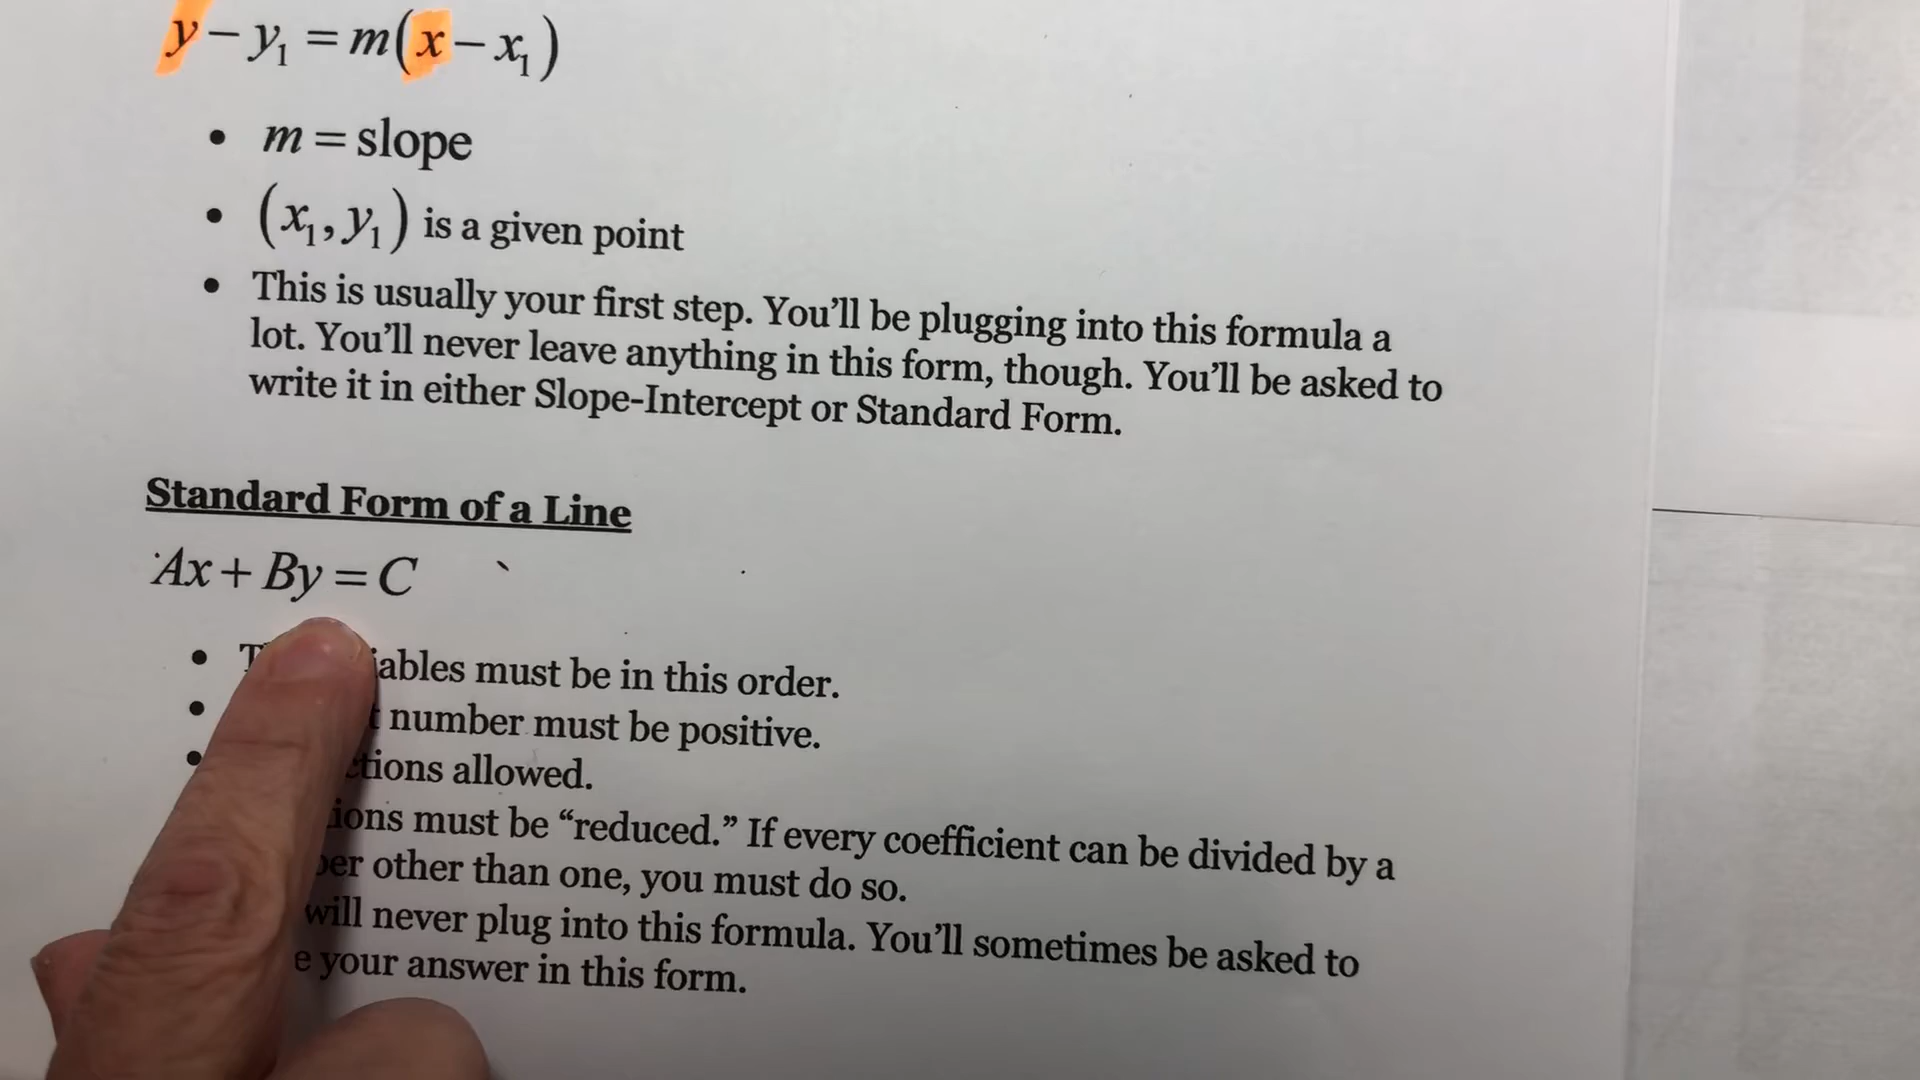 y − y₁ = m(x − x₁)
• m = slope
• (x₁, y₁) is a given point
• This is usually your first step. You’ll be plugging into this formula a
lot. You’ll never leave anything in this form, though. You’ll be asked to
write it in either Slope-Intercept or Standard Form.
Standard Form of a Line
Ax + By = C
• must be in this order.
• number must be positive.
• allowed.
must be “reduced.” If every coefficient can be divided by a
other than one, you must do so.
will never plug into this formula. You’ll sometimes be asked to
your answer in this form.